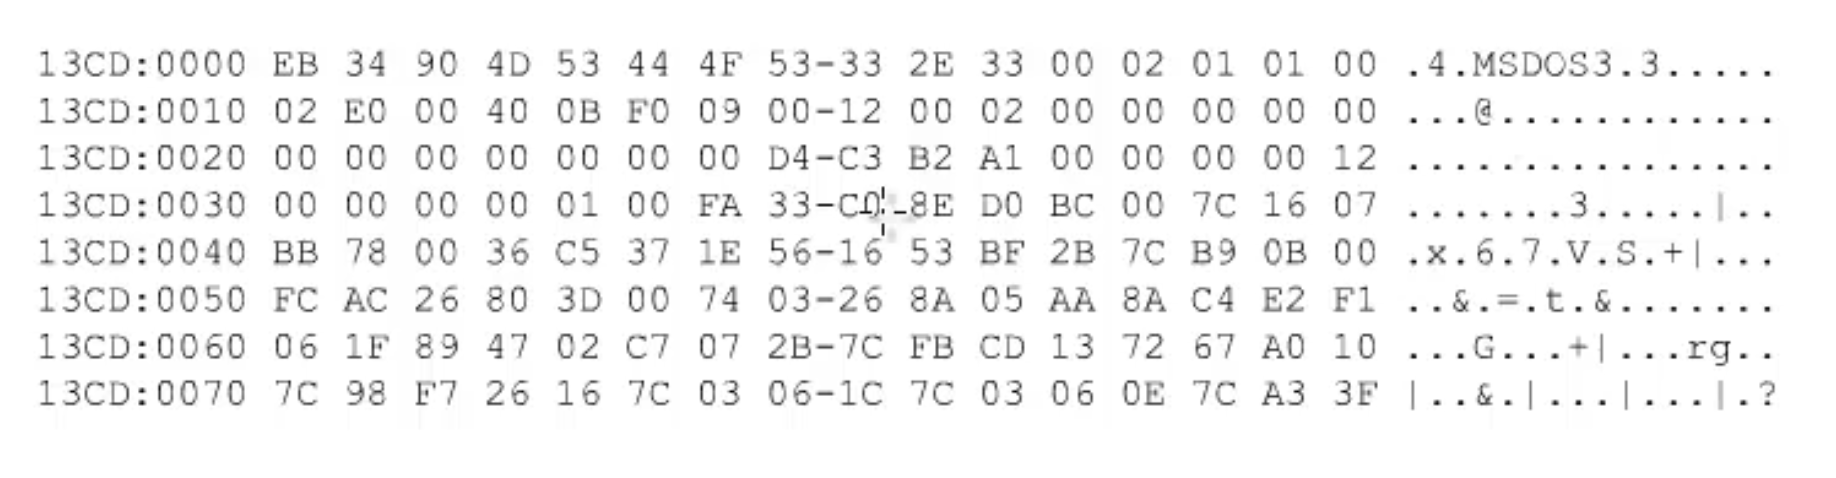 13CD:0000 EB 34 90 4D 53 44 4F 53-33 2E 33 00 02 01 01 00 .4.MSDOS3.3.....
13CD:0010 02 E0 00 40 0B F0 09 00-12 00 02 00 00 00 00 00 ...@............
13CD:0020 00 00 00 00 00 00 00 D4-C3 B2 A1 00 00 00 00 12 ................
13CD:0030 00 00 00 00 01 00 FA 33-C0 8E D0 BC 00 7C 16 07 .......3.....|..
13CD:0040 BB 78 00 36 C5 37 1E 56-16 53 BF 2B 7C B9 0B 00 .x.6.7.V.S.+|...
13CD:0050 FC AC 26 80 3D 00 74 03-26 8A 05 AA 8A C4 E2 F1 ..&.=.t.&.......
13CD:0060 06 1F 89 47 02 C7 07 2B-7C FB CD 13 72 67 A0 10 ...G...+|...rg..
13CD:0070 7C 98 F7 26 16 7C 03 06-1C 7C 03 06 0E 7C A3 3F |..&.|...|...|.?